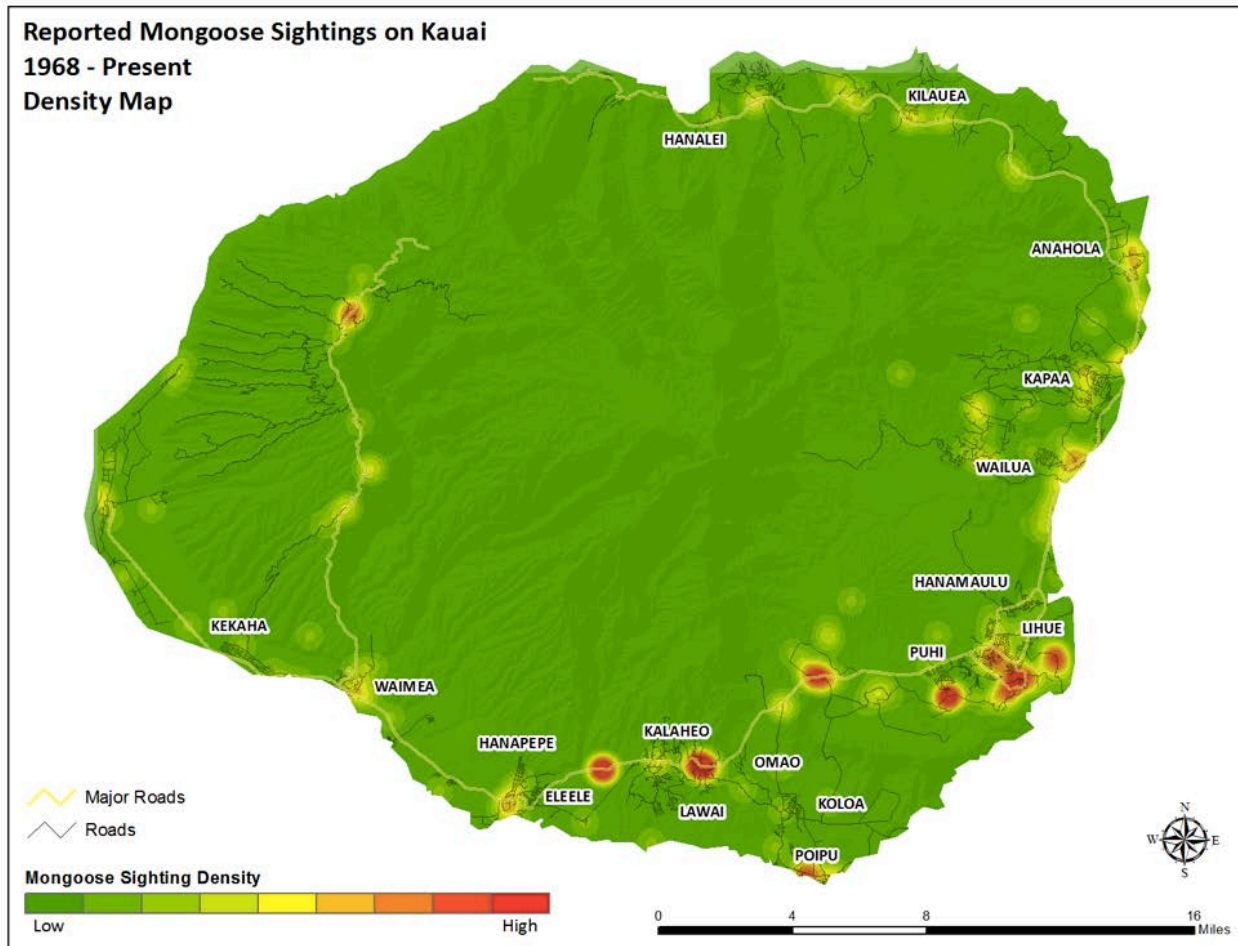 Reported Mongoose Sightings on Kauai
1968 - Present
Density Map
KILAUEA
HANALEI
ANAHOLA
KAPAA
WAILUA
HANAMAULU
KEKAHA
LIHUE
PUHI
WAIMEA
KALAHEO
HANAPEPE
OMAO
ELEELE
KOLOA
LAWAI
POIPU
Major Roads
Roads
N
W E
S
Mongoose Sighting Density
Low High
0 4 8 16
Miles